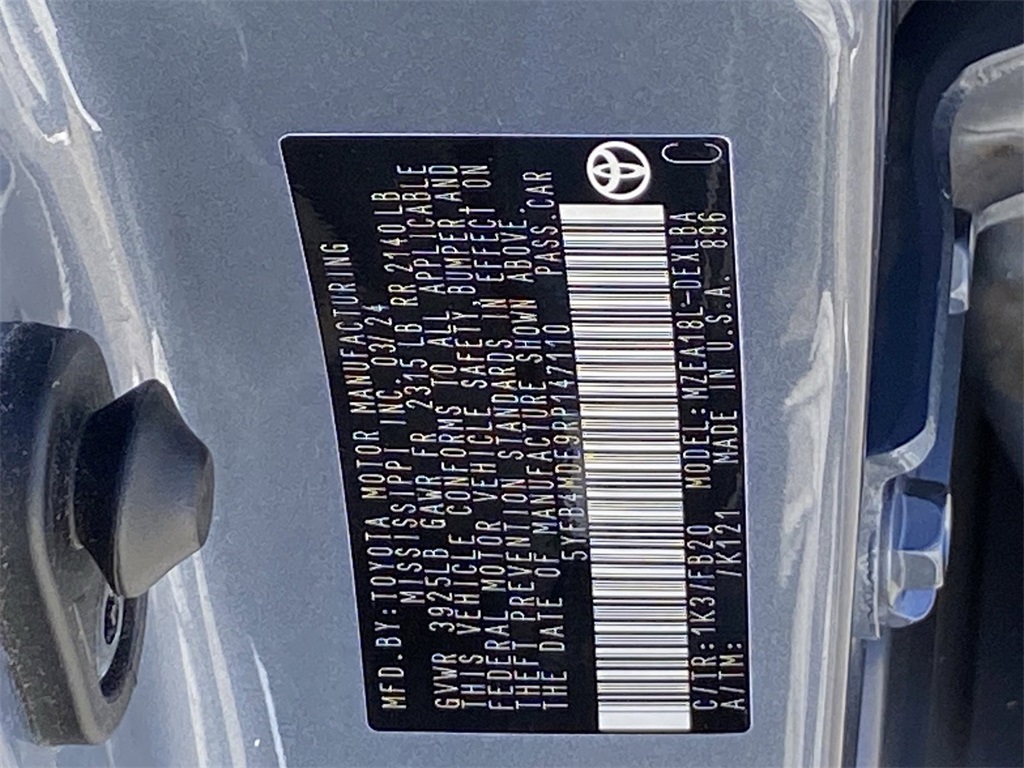 MFD. BY: TOYOTA MOTOR MANUFACTURING
MISSISSIPPI INC. 03/24
GVWR 3925LB GAWR FR 2315 LB RR 2140LB
THIS VEHICLE CONFORMS TO ALL APPLICABLE
FEDERAL MOTOR VEHICLE SAFETY, BUMPER, AND
THEFT PREVENTION STANDARDS IN EFFECT ON
THE DATE OF MANUFACTURE SHOWN ABOVE.
5YFB4MDE9RP147110 PASS. CAR
C/TR: 1K3/FB20 MODEL: MZEA18L-DEXLBA
A/TM: /K121 MADE IN U.S.A. 896
C